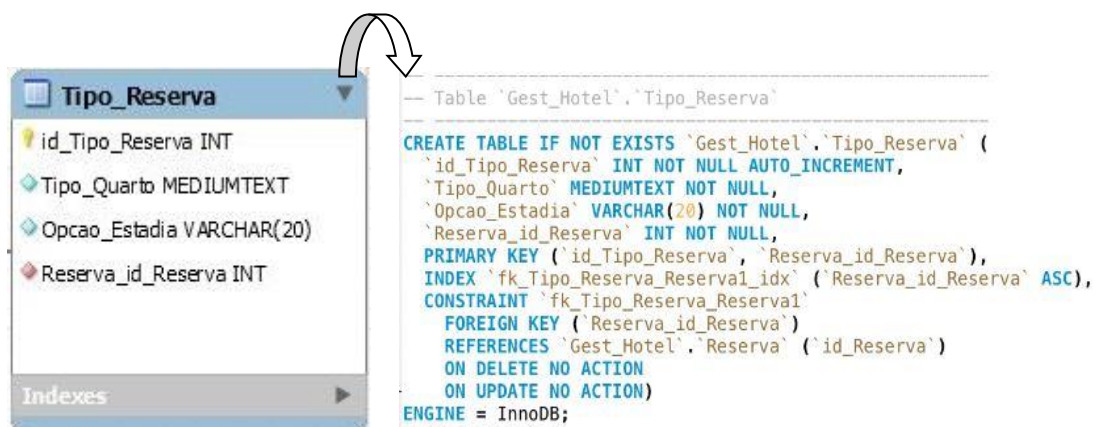 Tipo_Reserva
id_Tipo_Reserva INT
Tipo_Quarto MEDIUMTEXT
Opcao_Estadia VARCHAR(20)
Reserva_id_Reserva INT
Indexes
-- -----------------------------------------------------
-- Table `Gest_Hotel`.`Tipo_Reserva`
-- -----------------------------------------------------
CREATE TABLE IF NOT EXISTS `Gest_Hotel`.`Tipo_Reserva` (
`id_Tipo_Reserva` INT NOT NULL AUTO_INCREMENT,
`Tipo_Quarto` MEDIUMTEXT NOT NULL,
`Opcao_Estadia` VARCHAR(20) NOT NULL,
`Reserva_id_Reserva` INT NOT NULL,
PRIMARY KEY (`id_Tipo_Reserva`, `Reserva_id_Reserva`),
INDEX `fk_Tipo_Reserva_Reserva1_idx` (`Reserva_id_Reserva` ASC),
CONSTRAINT `fk_Tipo_Reserva_Reserva1`
FOREIGN KEY (`Reserva_id_Reserva`)
REFERENCES `Gest_Hotel`.`Reserva` (`id_Reserva`)
ON DELETE NO ACTION
ON UPDATE NO ACTION)
ENGINE = InnoDB;